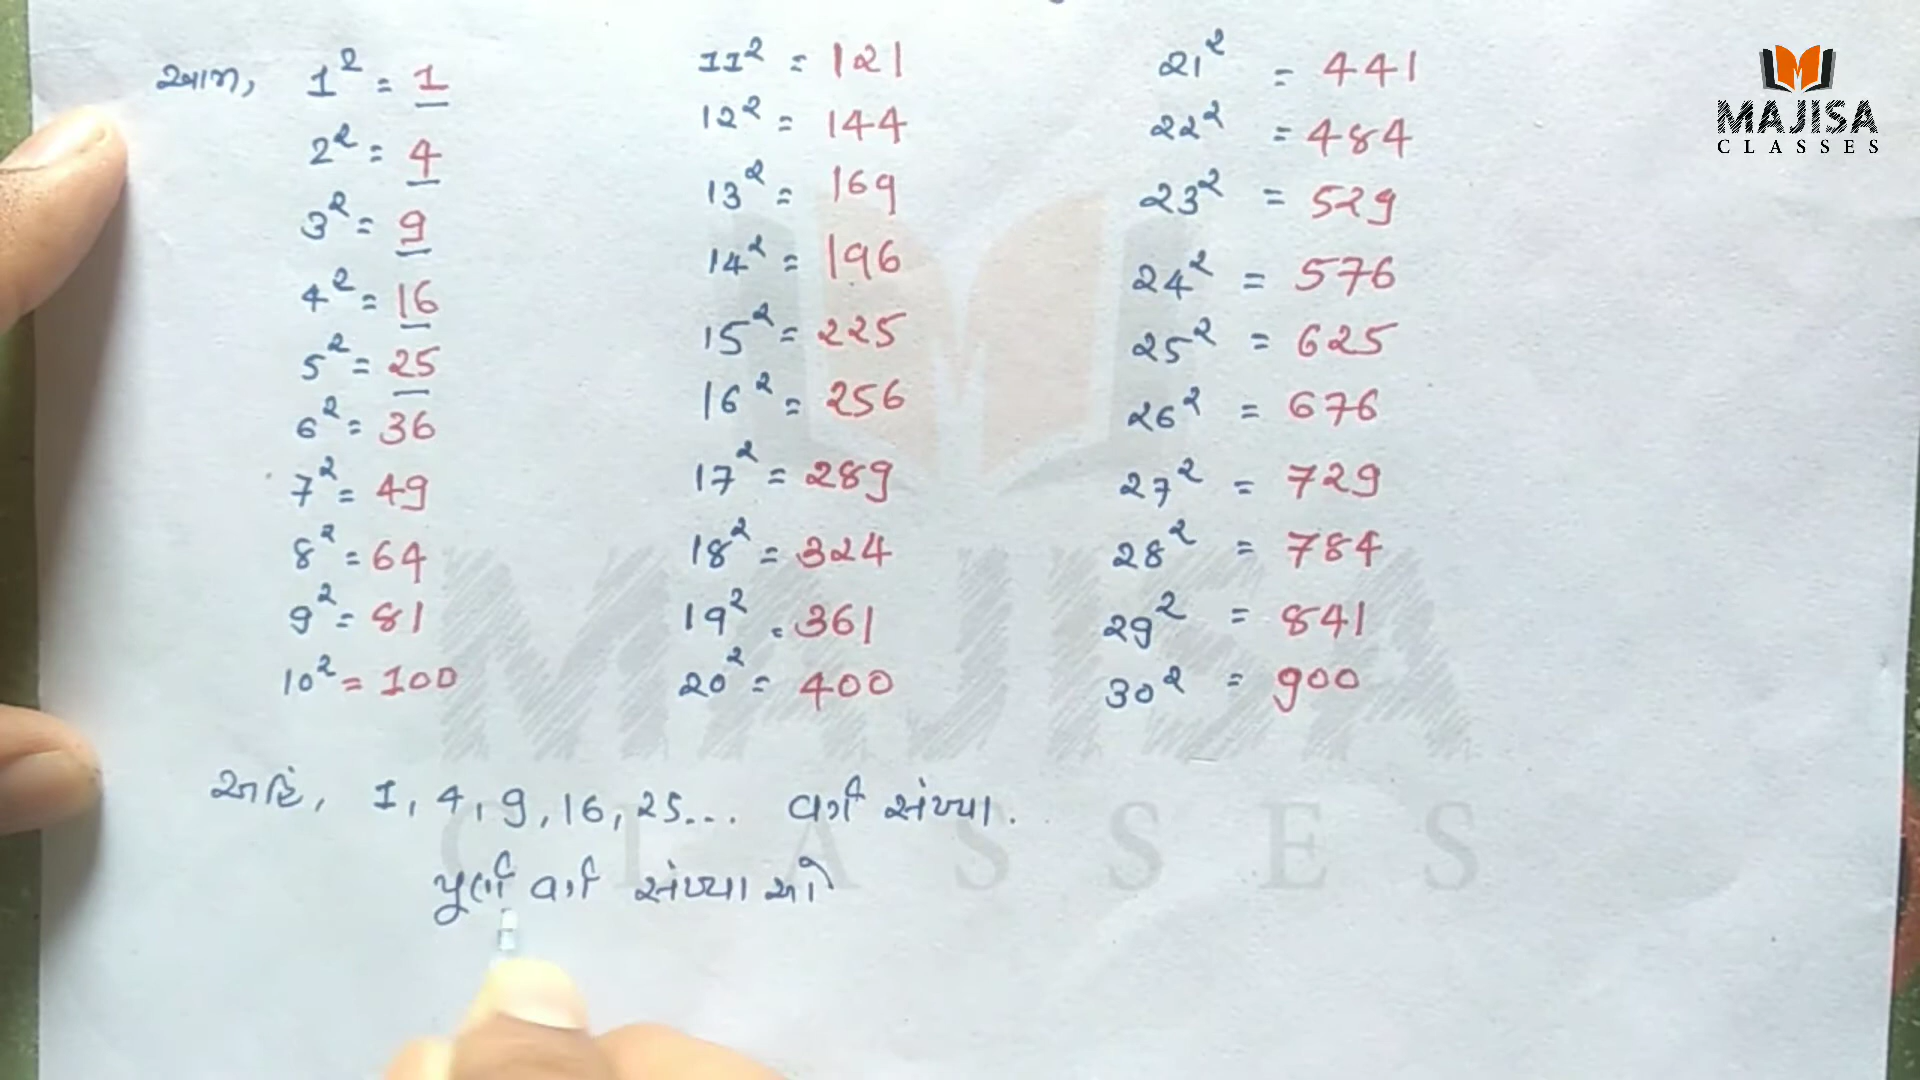 આમ, 1² = 1
2² = 4
3² = 9
4² = 16
5² = 25
6² = 36
7² = 49
8² = 64
9² = 81
10² = 100
11² = 121
12² = 144
13² = 169
14² = 196
15² = 225
16² = 256
17² = 289
18² = 324
19² = 361
20² = 400
21² = 441
22² = 484
23² = 529
24² = 576
25² = 625
26² = 676
27² = 729
28² = 784
29² = 841
30² = 900
અહિં, 1, 4, 9, 16, 25... વર્ગ સંખ્યા.
પુર્ણ વર્ગ સંખ્યાઓ
MAJISA
CLASSES
MAJISA
CLASSES